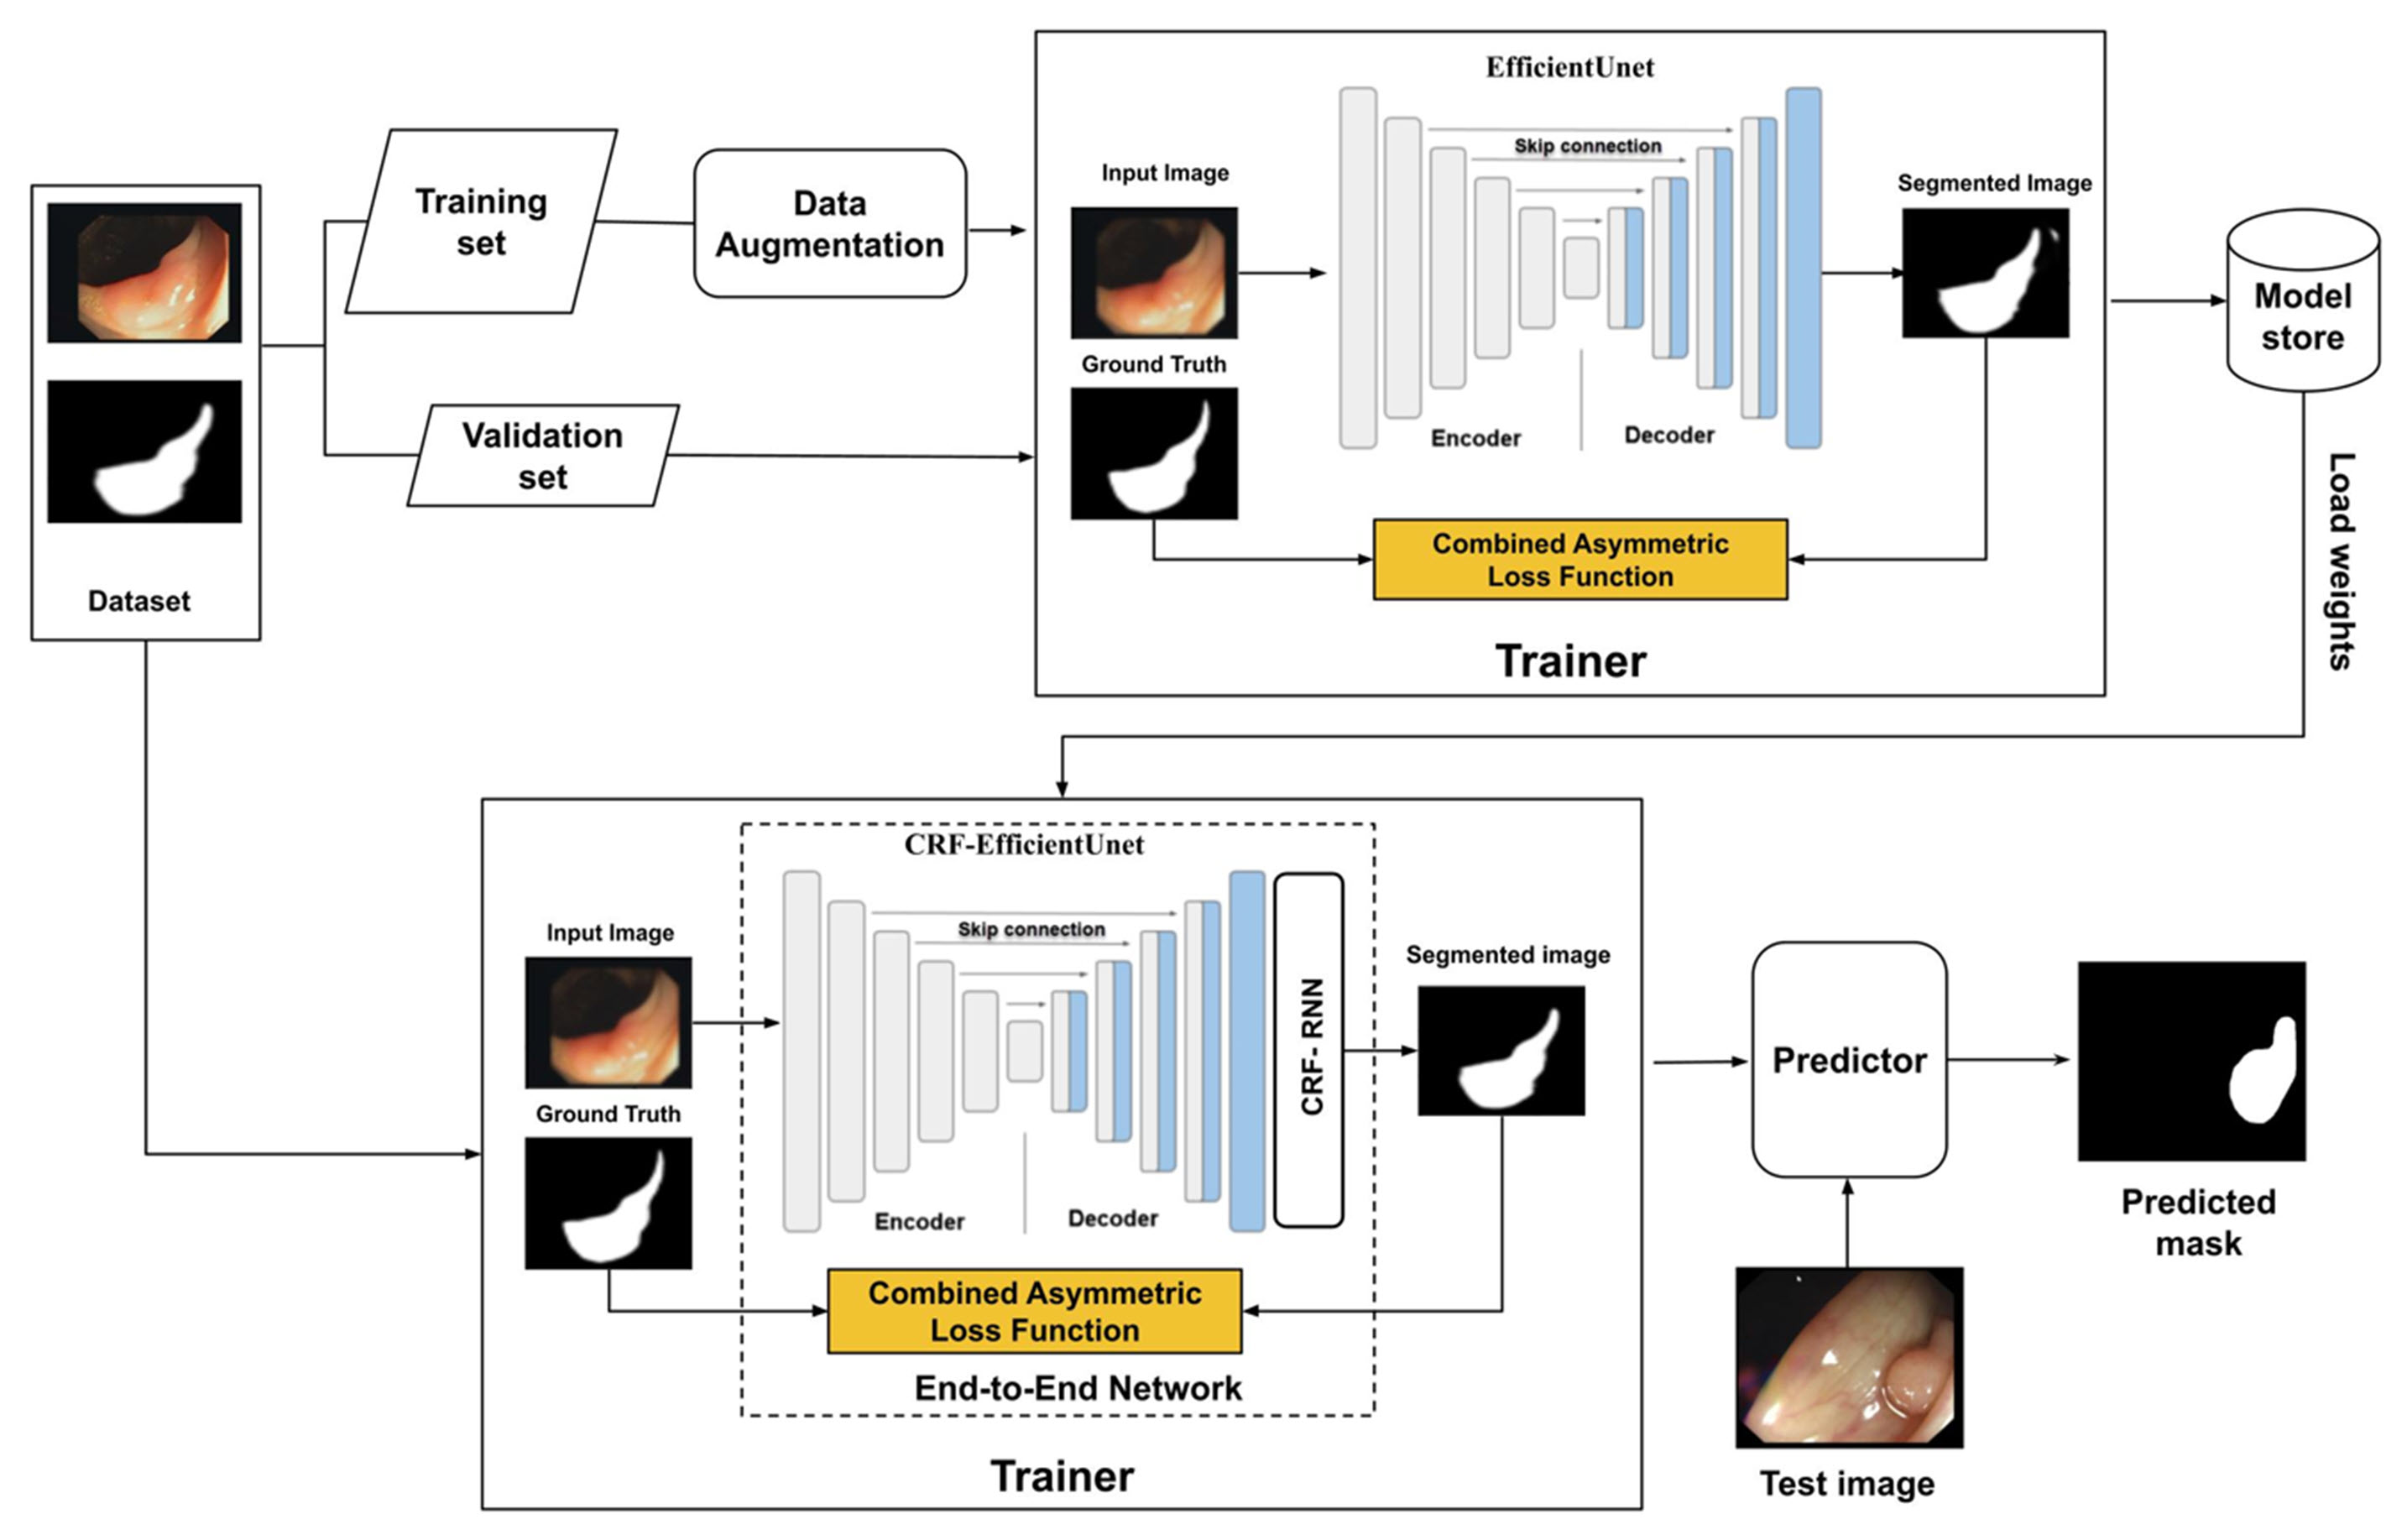 Dataset
Training
set
Data
Augmentation
Validation
set
EfficientUnet
Input Image
Ground Truth
Skip connection
Encoder
Decoder
Segmented Image
Combined Asymmetric
Loss Function
Trainer
Model
store
Load weights
CRF-EfficientUnet
Input Image
Ground Truth
Skip connection
Encoder
Decoder
CRF- RNN
Segmented image
Combined Asymmetric
Loss Function
End-to-End Network
Trainer
Predictor
Predicted
mask
Test image